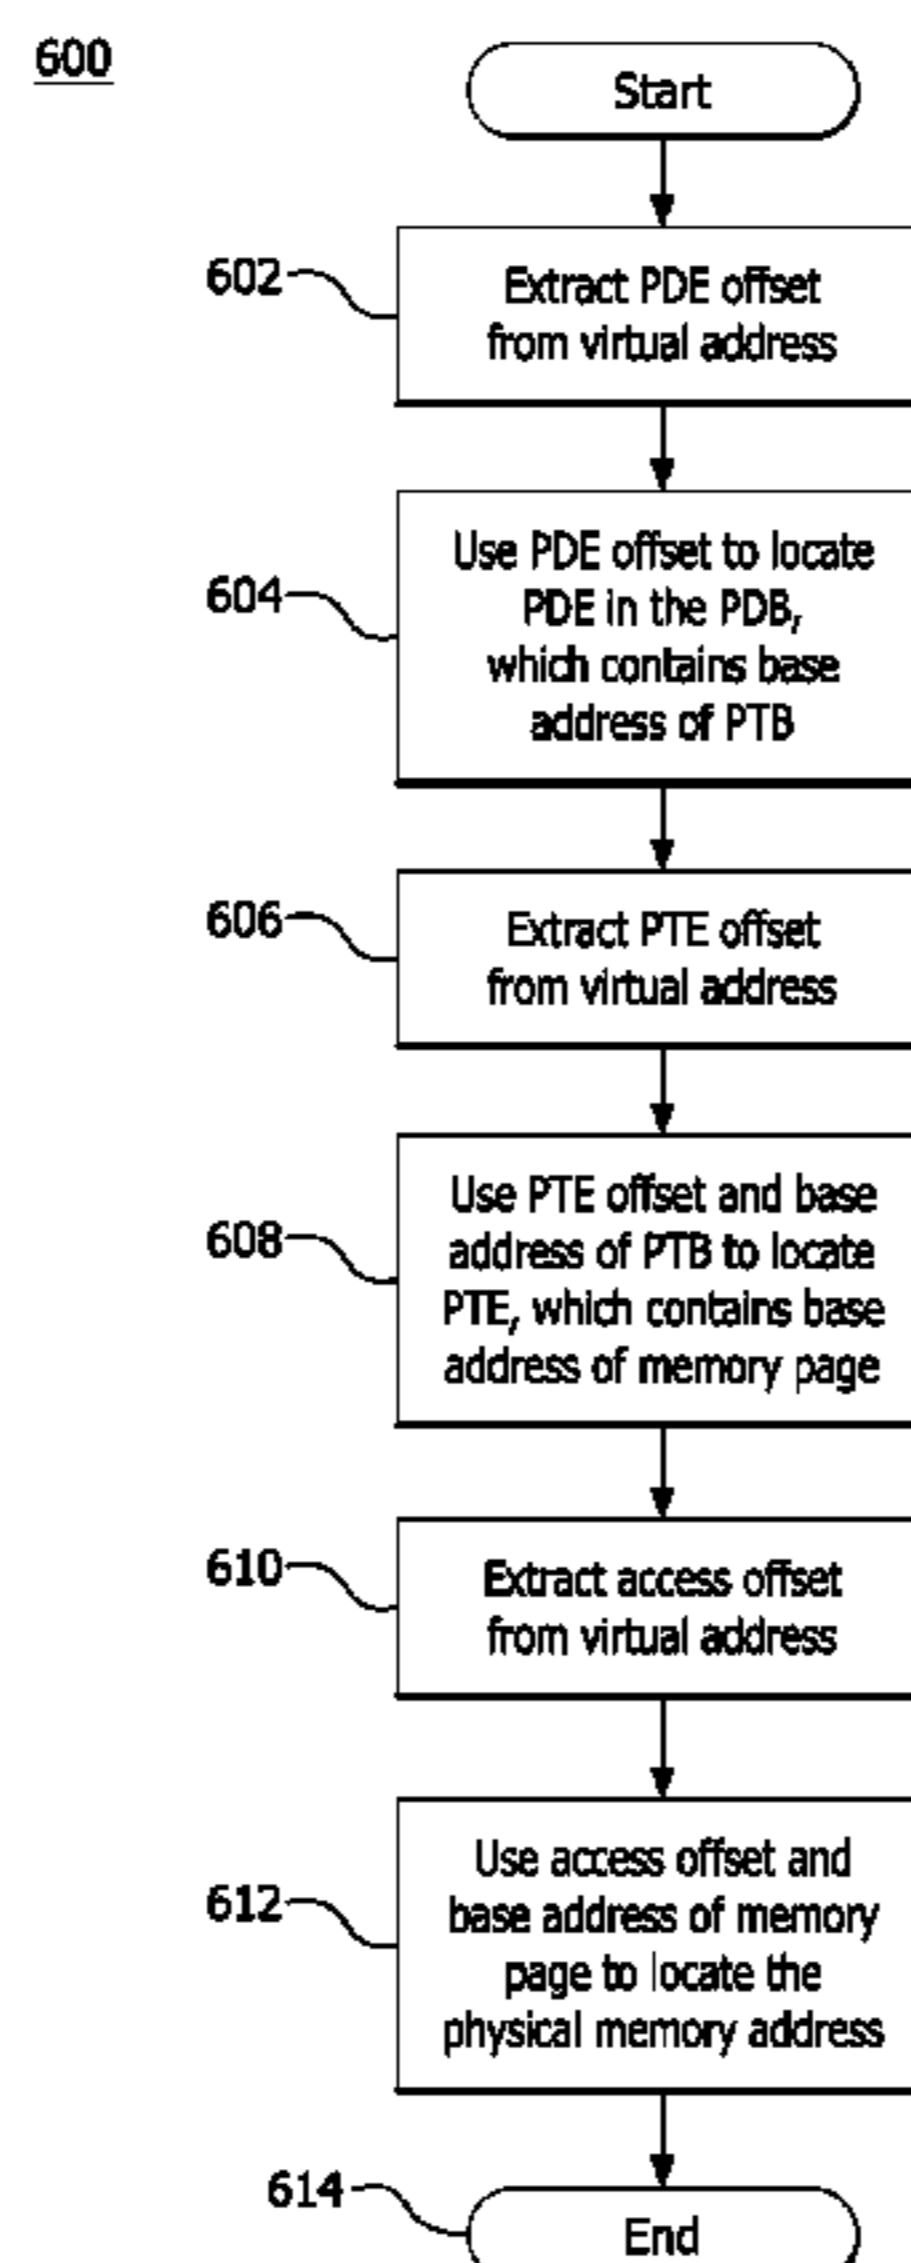 600
Start
602
Extract PDE offset
from virtual address
604
Use PDE offset to locate
PDE in the PDB,
which contains base
address of PTB
606
Extract PTE offset
from virtual address
608
Use PTE offset and base
address of PTB to locate
PTE, which contains base
address of memory page
610
Extract access offset
from virtual address
612
Use access offset and
base address of memory
page to locate the
physical memory address
614
End